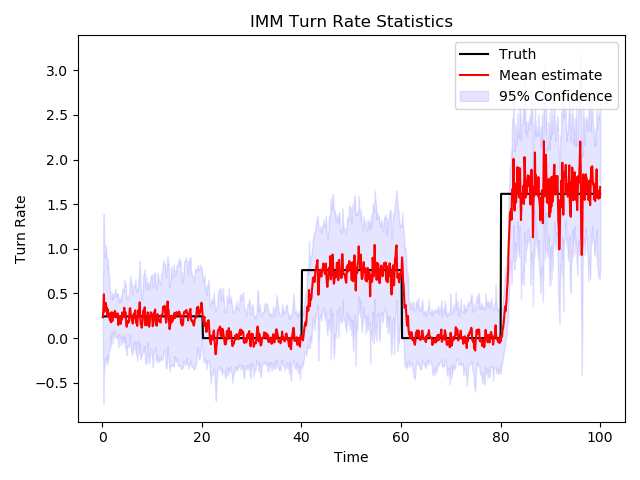 IMM Turn Rate Statistics
Truth
Mean estimate
95% Confidence
Turn Rate
3.0
2.5
2.0
1.5
1.0
0.5
0.0
−0.5
0 20 40 60 80 100
Time